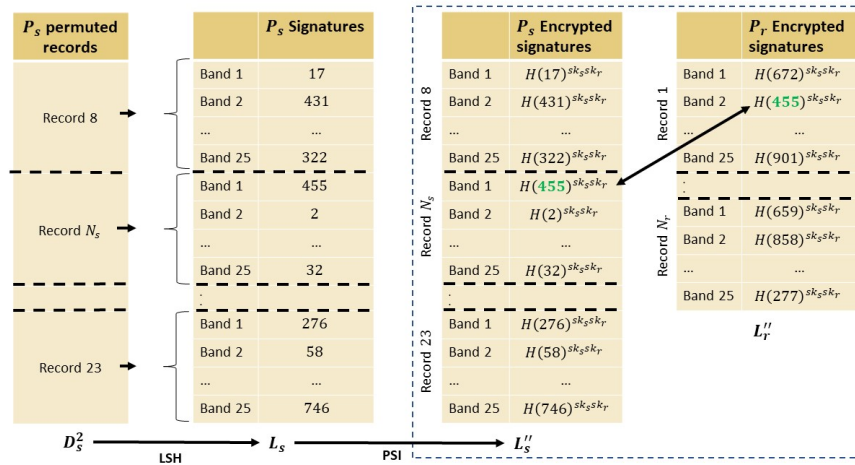 P_s permuted records
Record 8
Record N_s
Record 23
D_s^2
LSH
P_s Signatures
Band 1 17
Band 2 431
... ...
Band 25 322
Band 1 455
Band 2 2
... ...
Band 25 32
:
Band 1 276
Band 2 58
... ...
Band 25 746
L_s
PSI
P_s Encrypted signatures
Record 8
Band 1 H(17)^{sk_s sk_r}
Band 2 H(431)^{sk_s sk_r}
... ...
Band 25 H(322)^{sk_s sk_r}
Record N_s
Band 1 H(455)^{sk_s sk_r}
Band 2 H(2)^{sk_s sk_r}
... ...
Band 25 H(32)^{sk_s sk_r}
:
Record 23
Band 1 H(276)^{sk_s sk_r}
Band 2 H(58)^{sk_s sk_r}
... ...
Band 25 H(746)^{sk_s sk_r}
L_s''
P_r Encrypted signatures
Record 1
Band 1 H(672)^{sk_s sk_r}
Band 2 H(455)^{sk_s sk_r}
... ...
Band 25 H(901)^{sk_s sk_r}
:
Record N_r
Band 1 H(659)^{sk_s sk_r}
Band 2 H(858)^{sk_s sk_r}
... ...
Band 25 H(277)^{sk_s sk_r}
L_r''